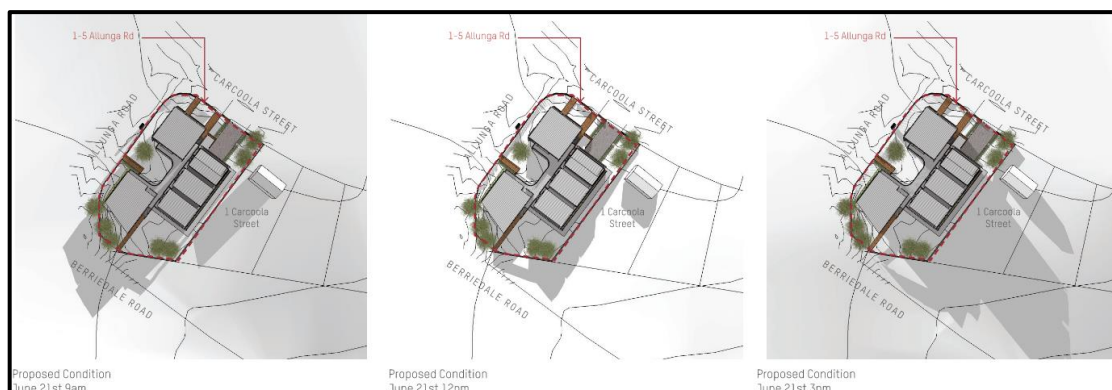 1-5 Allunga Rd
CARCOOLA STREET
ALLUNGA ROAD
1 Carcoola
Street
BERRIEDALE ROAD
Proposed Condition
June 21st 9am
1-5 Allunga Rd
CARCOOLA STREET
ALLUNGA ROAD
1 Carcoola
Street
BERRIEDALE ROAD
Proposed Condition
June 21st 12pm
1-5 Allunga Rd
CARCOOLA STREET
ALLUNGA ROAD
1 Carcoola
Street
BERRIEDALE ROAD
Proposed Condition
June 21st 3pm